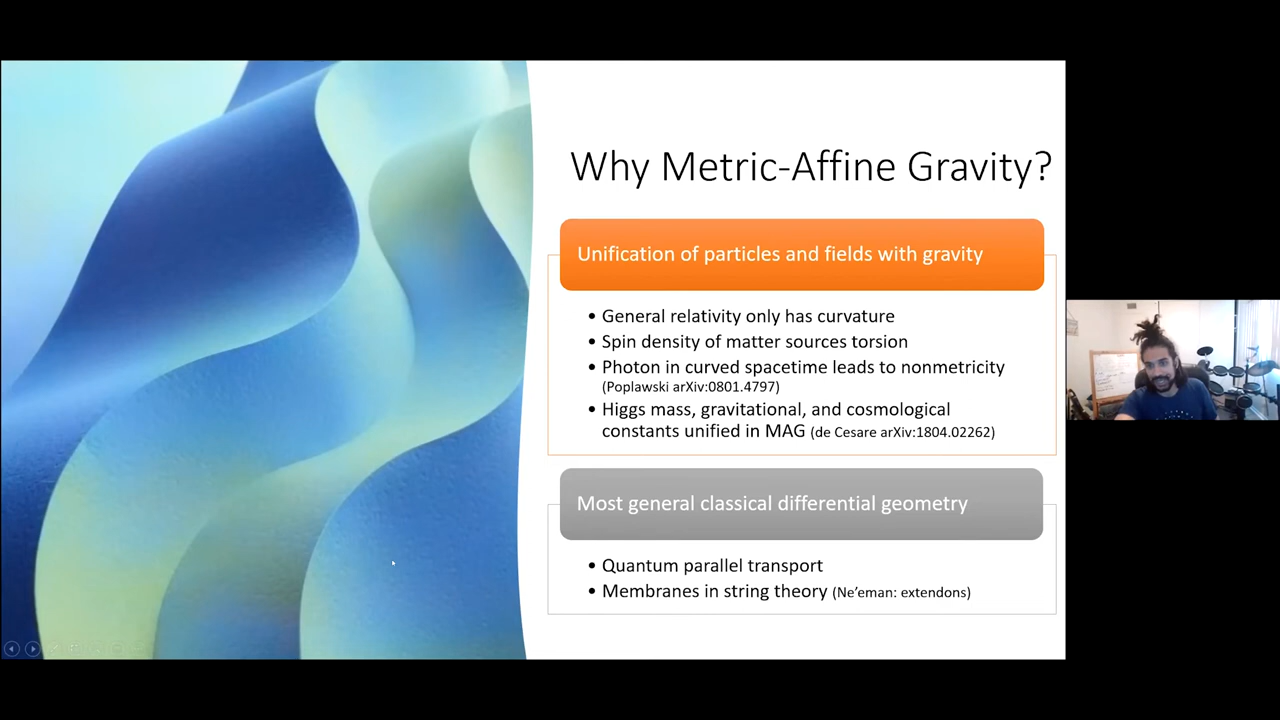 Why Metric-Affine Gravity?
Unification of particles and fields with gravity
• General relativity only has curvature
• Spin density of matter sources torsion
• Photon in curved spacetime leads to nonmetricity
(Poplawski arXiv:0801.4797)
• Higgs mass, gravitational, and cosmological
constants unified in MAG (de Cesare arXiv:1804.02262)
Most general classical differential geometry
• Quantum parallel transport
• Membranes in string theory (Ne’eman: extendons)